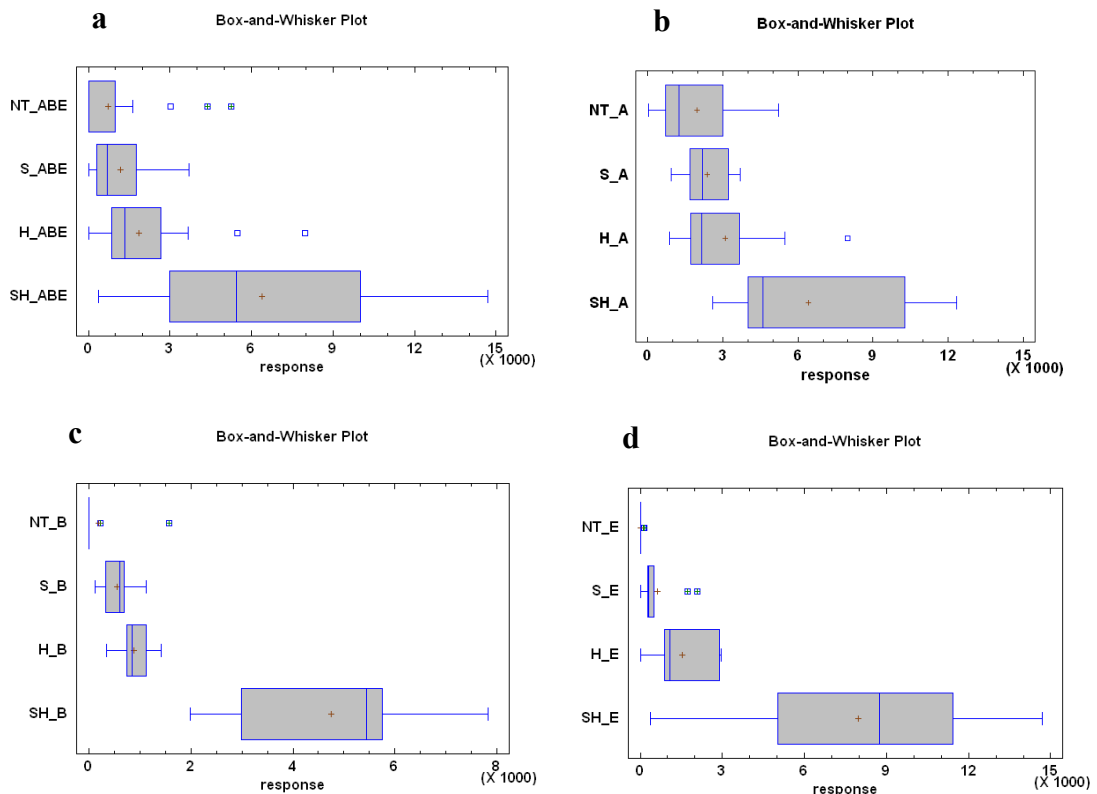 a
Box-and-Whisker Plot
NT_ABE
S_ABE
H_ABE
SH_ABE
0 3 6 9 12 15
(X 1000)
response
b
Box-and-Whisker Plot
NT_A
S_A
H_A
SH_A
0 3 6 9 12 15
(X 1000)
response
c
Box-and-Whisker Plot
NT_B
S_B
H_B
SH_B
0 2 4 6 8
(X 1000)
response
d
Box-and-Whisker Plot
NT_E
S_E
H_E
SH_E
0 3 6 9 12 15
(X 1000)
response